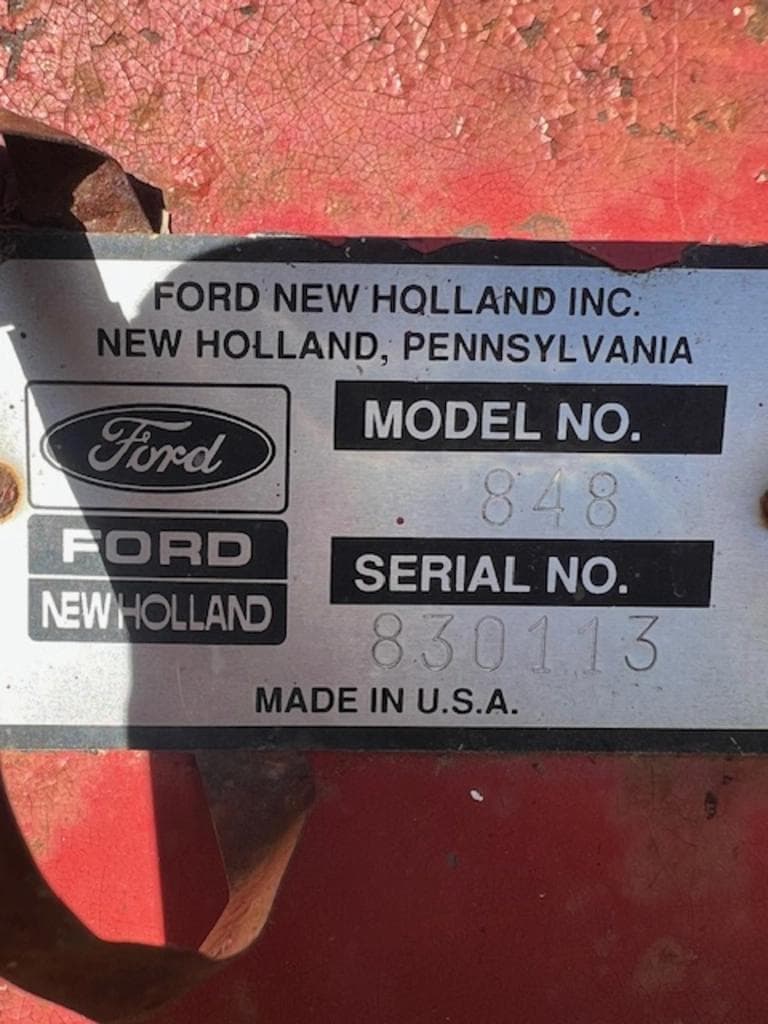 FORD NEW HOLLAND INC.
NEW HOLLAND, PENNSYLVANIA
Ford
FORD
NEW HOLLAND
MODEL NO.
848
SERIAL NO.
830113
MADE IN U.S.A.